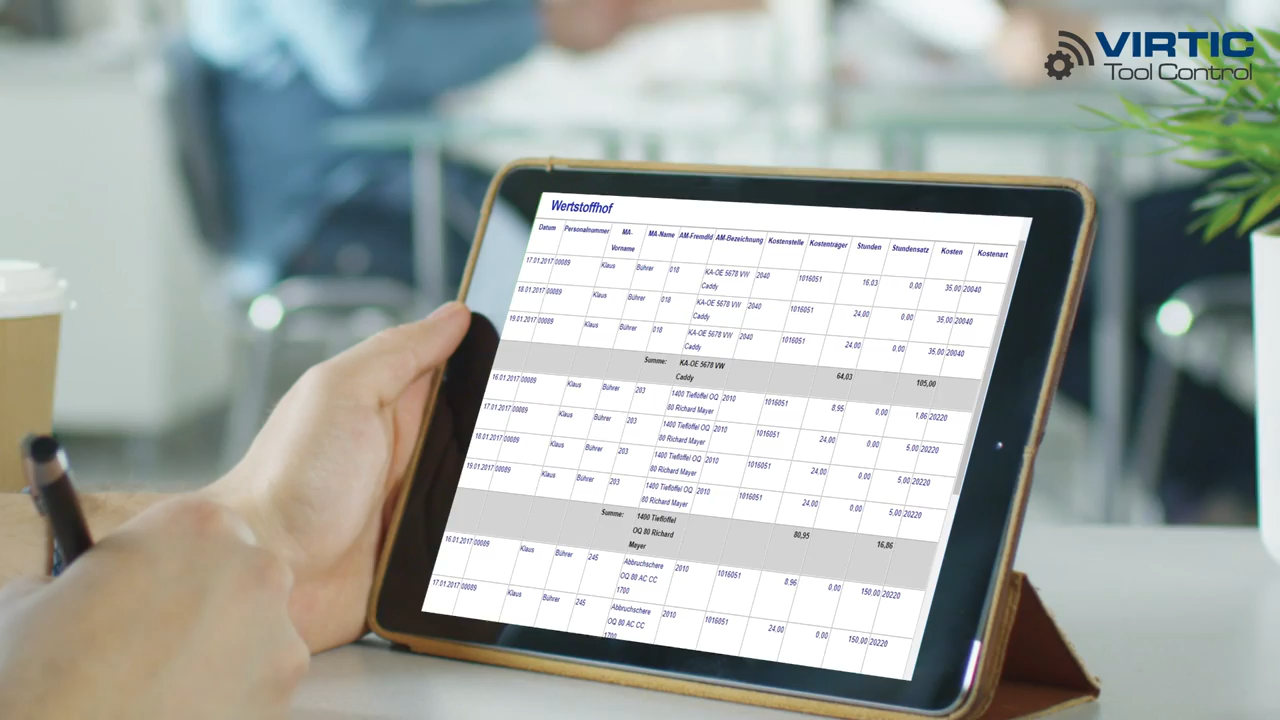 VIRTIC
Tool Control
Wertstoffhof
Datum Personalnummer MA-Vorname MA-Name AM-FremdId AM-Bezeichnung Kostenstelle Kostenträger Stunden Stundensatz Kosten Kostenart
17.01.2017 00089 Klaus Bührer 018 KA-OE 5678 VW Caddy 2040 1016051 16,03 0,00 35,00 20040
18.01.2017 00089 Klaus Bührer 018 KA-OE 5678 VW Caddy 2040 1016051 24,00 0,00 35,00 20040
19.01.2017 00089 Klaus Bührer 018 KA-OE 5678 VW Caddy 2040 1016051 24,00 0,00 35,00 20040
Summe: KA-OE 5678 VW Caddy 64,03 105,00
16.01.2017 00089 Klaus Bührer 203 1400 Tieflöffel OQ 80 Richard Mayer 2010 1016051 8,95 0,00 1,86 20220
17.01.2017 00089 Klaus Bührer 203 1400 Tieflöffel OQ 80 Richard Mayer 2010 1016051 24,00 0,00 5,00 20220
18.01.2017 00089 Klaus Bührer 203 1400 Tieflöffel OQ 80 Richard Mayer 2010 1016051 24,00 0,00 5,00 20220
19.01.2017 00089 Klaus Bührer 203 1400 Tieflöffel OQ 80 Richard Mayer 2010 1016051 24,00 0,00 5,00 20220
Summe: 1400 Tieflöffel OQ 80 Richard Mayer 80,95 16,86
16.01.2017 00089 Klaus Bührer 245 Abbruchschere OQ 80 AC CC 1700 2010 1016051 8,96 0,00 150,00 20220
17.01.2017 00089 Klaus Bührer 245 Abbruchschere OQ 80 AC CC 1700 2010 1016051 24,00 0,00 150,00 20220